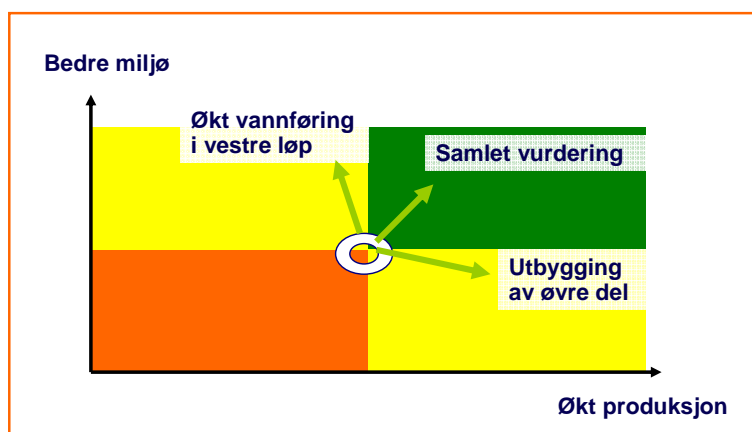 Bedre miljø
Økt vannføring
i vestre løp
Samlet vurdering
Utbygging
av øvre del
Økt produksjon